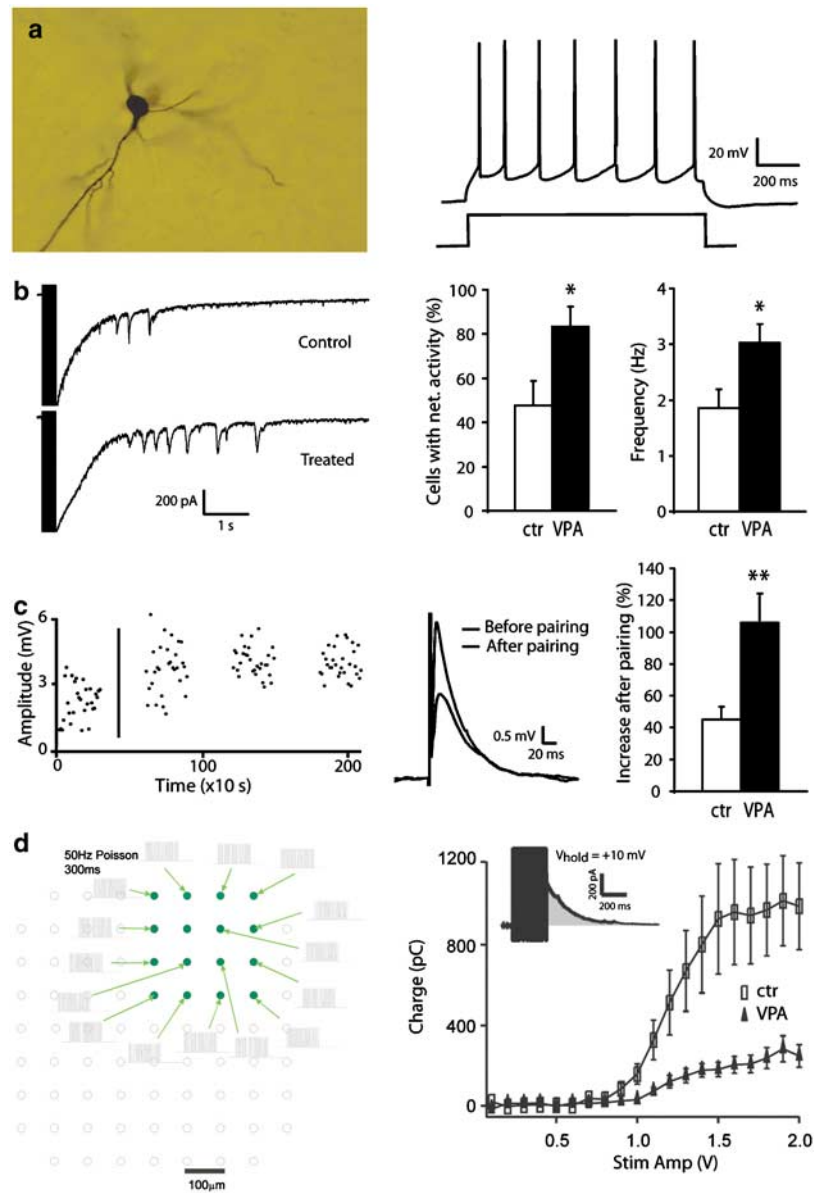 a
20 mV
200 ms
b
Control
Treated
200 pA
1 s
Cells with net. activity (%)
100
80
60
40
20
0
*
ctr VPA
Frequency (Hz)
4
3
2
1
0
*
ctr VPA
c
Amplitude (mV)
6
3
0
0 100 200
Time (x10 s)
Before pairing
After pairing
0.5 mV
20 ms
Increase after pairing (%)
140
120
100
80
60
40
20
0
**
ctr VPA
d
50Hz Poisson
300ms
100μm
Charge (pC)
1200
800
400
0
Vhold = +10 mV
200 pA
200 ms
ctr
VPA
0.5 1.0 1.5 2.0
Stim Amp (V)